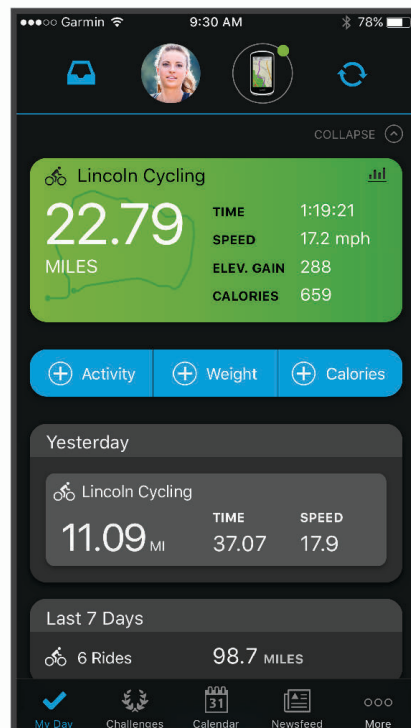 Garmin 9:30 AM 78%
COLLAPSE
Lincoln Cycling
22.79
MILES
TIME 1:19:21
SPEED 17.2 mph
ELEV. GAIN 288
CALORIES 659
Activity Weight Calories
Yesterday
Lincoln Cycling
11.09 MI
TIME 37.07
SPEED 17.9
Last 7 Days
6 Rides 98.7 MILES
31
My Day Challenges Calendar Newsfeed More